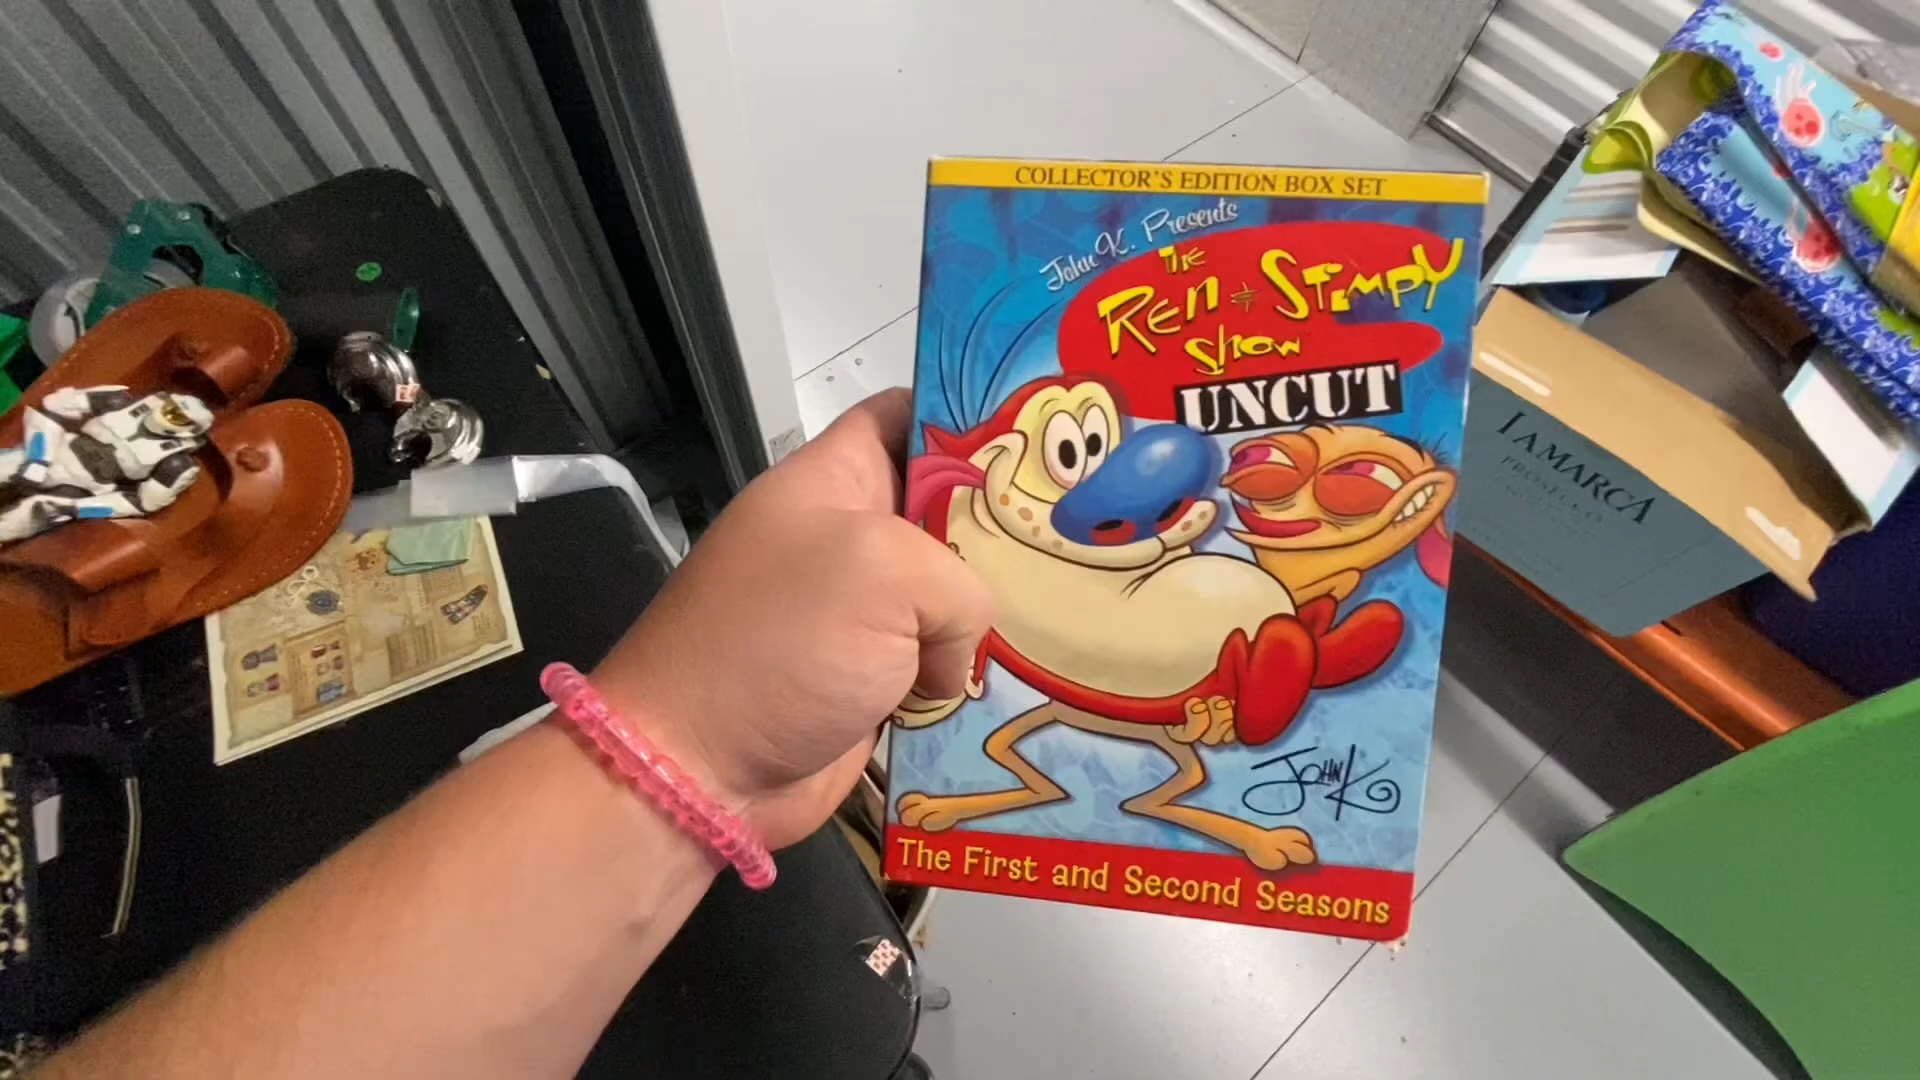 COLLECTOR'S EDITION BOX SET
John K. Presents
THE
REN & STIMPY
SHOW
UNCUT
JOHN K
The First and Second Seasons
LAMARCA
PROSECCO